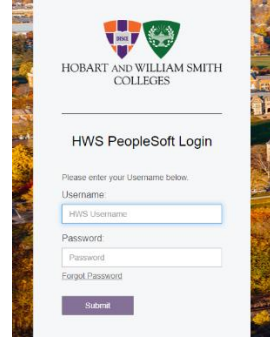 HOBART AND WILLIAM SMITH
COLLEGES
HWS PeopleSoft Login
Please enter your Username below.
Username:
HWS Username
Password:
Password
Forgot Password
Submit